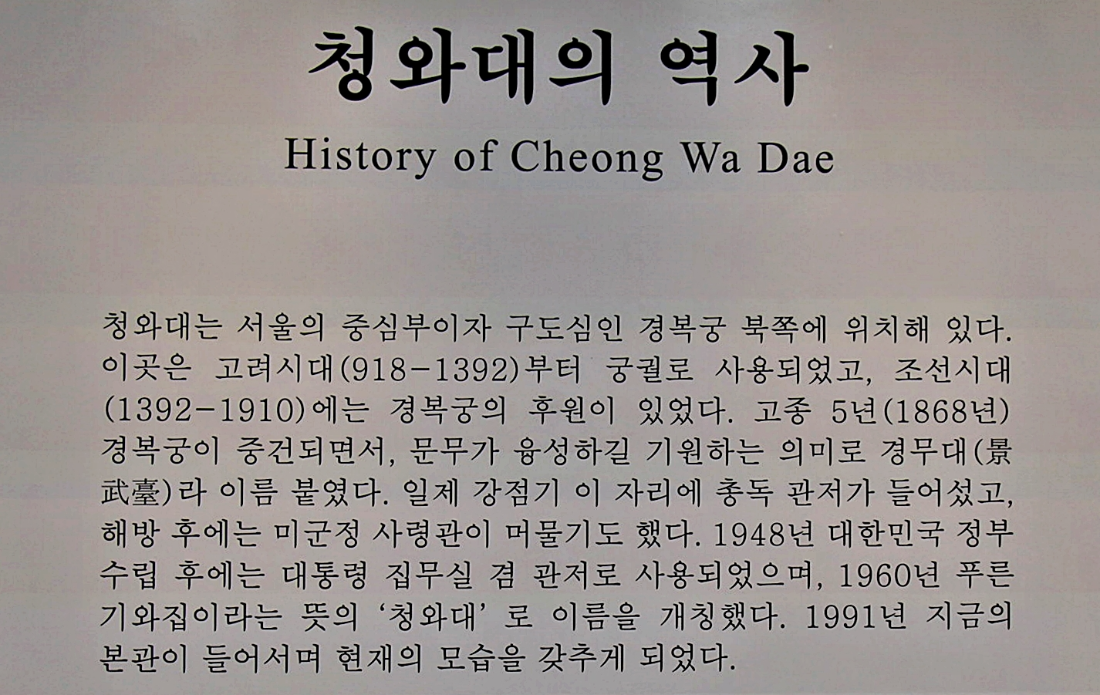 청와대의 역사
History of Cheong Wa Dae
청와대는 서울의 중심부이자 구도심인 경복궁 북쪽에 위치해 있다.
이곳은 고려시대(918-1392)부터 궁궐로 사용되었고, 조선시대
(1392-1910)에는 경복궁의 후원이 있었다. 고종 5년(1868년)
경복궁이 중건되면서, 문무가 융성하길 기원하는 의미로 경무대(景
武臺)라 이름 붙였다. 일제 강점기 이 자리에 총독 관저가 들어섰고,
해방 후에는 미군정 사령관이 머물기도 했다. 1948년 대한민국 정부
수립 후에는 대통령 집무실 겸 관저로 사용되었으며, 1960년 푸른
기와집이라는 뜻의 ‘청와대’ 로 이름을 개칭했다. 1991년 지금의
본관이 들어서며 현재의 모습을 갖추게 되었다.